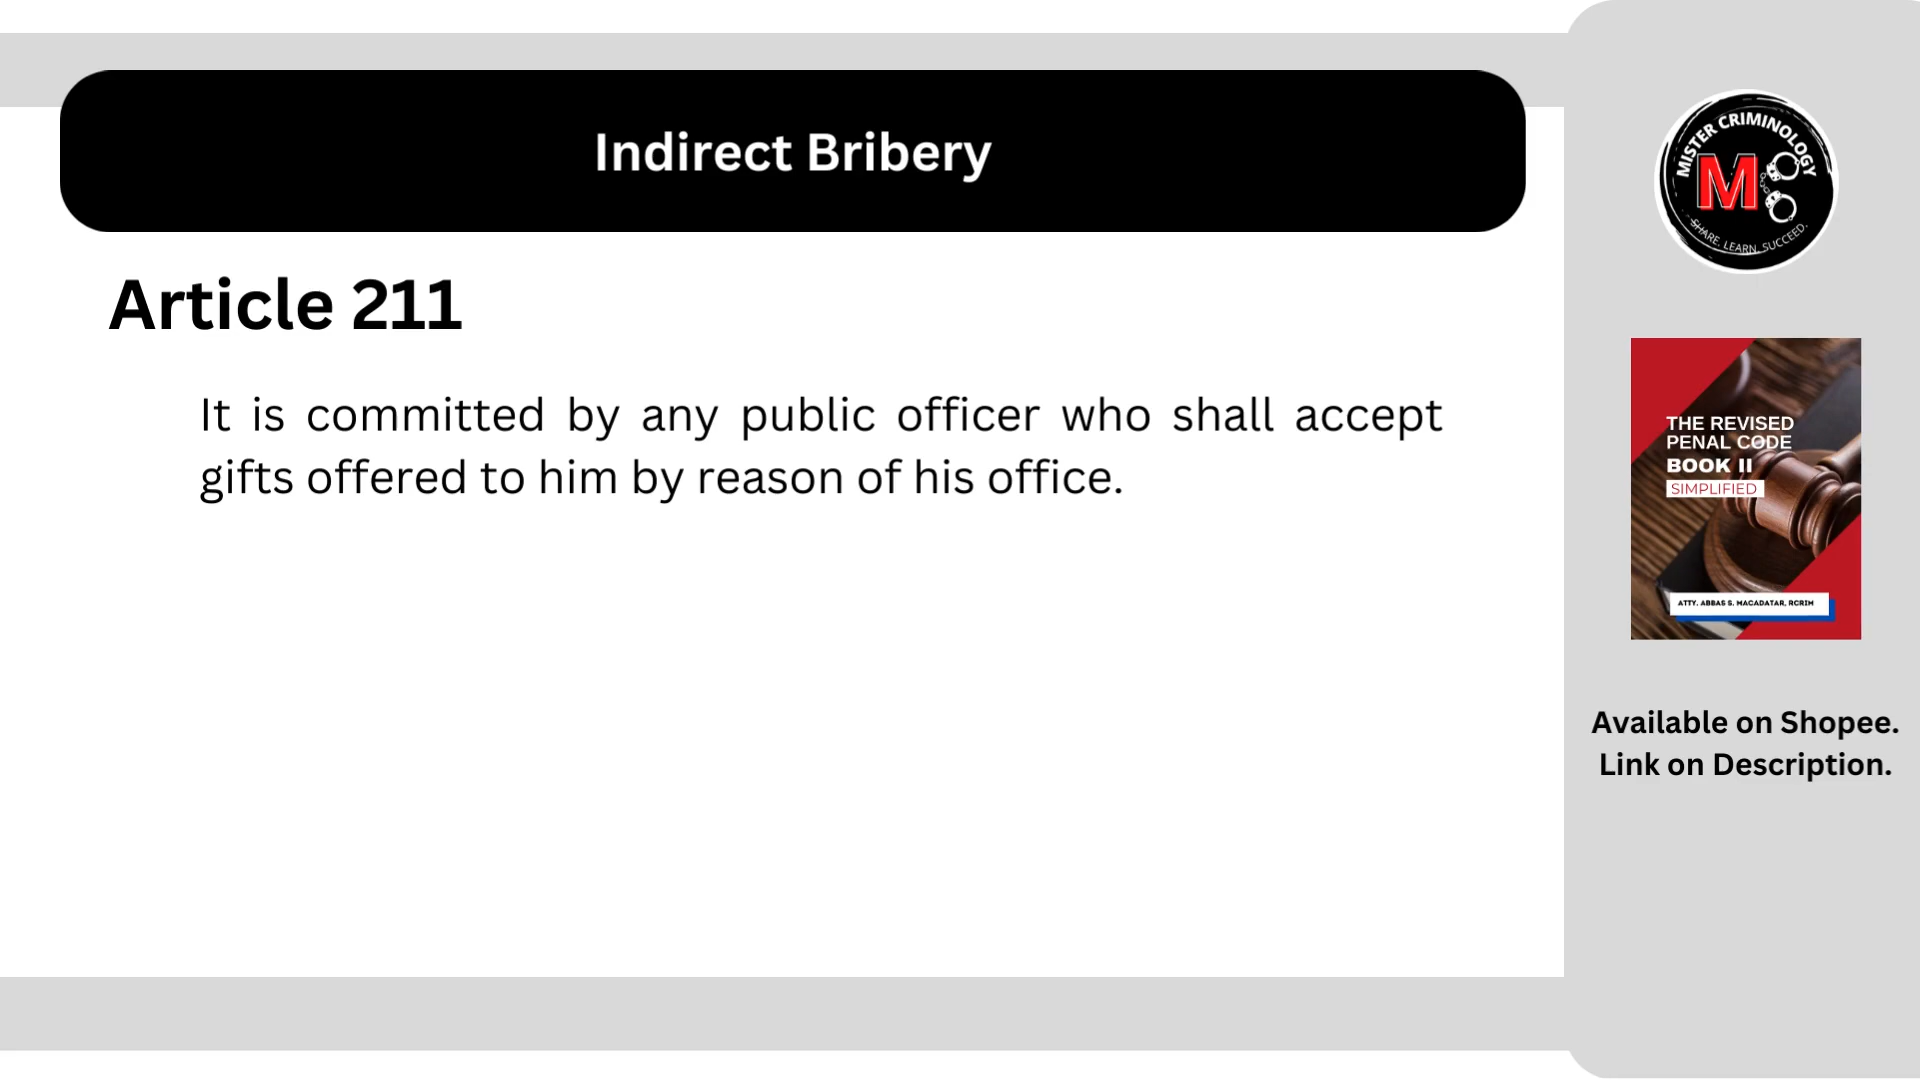 Indirect Bribery
Article 211
It is committed by any public officer who shall accept
gifts offered to him by reason of his office.
MISTER CRIMINOLOGY
M
SHARE. LEARN. SUCCEED.
THE REVISED
PENAL CODE
BOOK II
SIMPLIFIED
ATTY. ABBAS S. MACADATAR, RCRIM
Available on Shopee.
Link on Description.